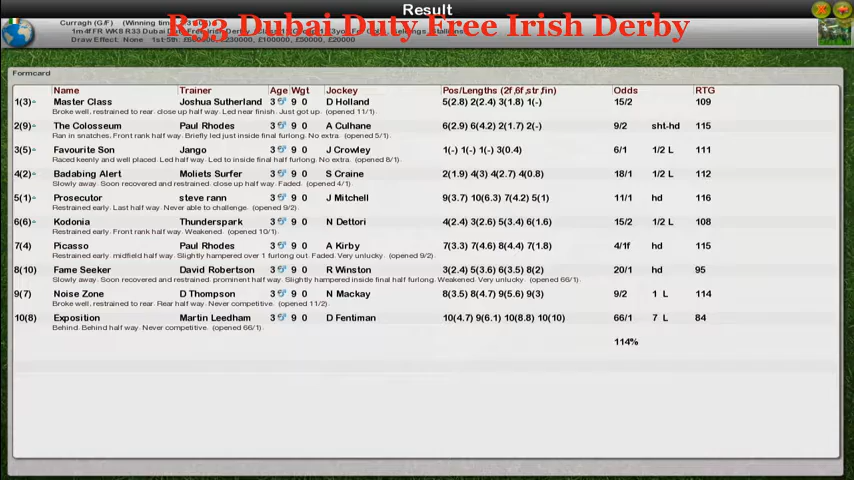 Result
R33 Dubai Duty Free Irish Derby
Curragh (G/F) (Winning time
1m4f FR WK8 R33 Dubai
Draw Effect: None 1st-5th: £230000, £100000, £50000, £20000
Formcard
Name Trainer Age Wgt Jockey Pos/Lengths (2f,6f,str,fin) Odds RTG
1(3) Master Class Joshua Sutherland 3 9 0 D Holland 5(2.8) 2(2.4) 3(1.8) 1(-) 15/2 109
Broke well, restrained to rear. close up half way. Led near finish. Just got up. (opened 11/1)
2(9) The Colosseum Paul Rhodes 3 9 0 A Culhane 6(2.9) 6(4.2) 2(1.7) 2(-) 9/2 sht-hd 115
Ran in snatches. Front rank half way. Briefly led just inside final furlong. No extra. (opened 5/1)
3(5) Favourite Son Jango 3 9 0 J Crowley 1(-) 1(-) 1(-) 3(0.4) 6/1 1/2 L 111
Raced keenly and well placed. Led half way. Led to inside final half furlong. No extra. (opened 8/1)
4(2) Badabing Alert Moliets Surfer 3 9 0 S Craine 2(1.9) 4(3) 4(2.7) 4(0.8) 18/1 1/2 L 112
Slowly away. Soon recovered and restrained. close up half way. Faded. (opened 4/1)
5(1) Prosecutor steve rann 3 9 0 J Mitchell 9(3.7) 10(6.3) 7(4.2) 5(1) 11/1 hd 116
Restrained early. Last half way. Never able to challenge. (opened 9/2)
6(6) Kodonia Thunderspark 3 9 0 N Dettori 4(2.4) 3(2.6) 5(3.4) 6(1.6) 15/2 1/2 L 108
Restrained early. Front rank half way. Weakened. (opened 10/1)
7(4) Picasso Paul Rhodes 3 9 0 A Kirby 7(3.3) 7(4.6) 8(4.4) 7(1.8) 4/1f hd 115
Restrained early. midfield half way. Slightly hampered over 1 furlong out. Faded. Very unlucky. (opened 9/2)
8(10) Fame Seeker David Robertson 3 9 0 R Winston 3(2.4) 5(3.6) 6(3.5) 8(2) 20/1 hd 95
Slowly away. Soon recovered and restrained. prominent half way. Slightly hampered inside final half furlong. Weakened. Very unlucky. (opened 66/1)
9(7) Noise Zone D Thompson 3 9 0 N Mackay 8(3.5) 8(4.7) 9(5.6) 9(3) 9/2 1 L 114
Broke well, restrained to rear. Rear half way. Never competitive. (opened 11/2)
10(8) Exposition Martin Leedham 3 9 0 D Fentiman 10(4.7) 9(6.1) 10(8.8) 10(10) 66/1 7 L 84
Behind. Behind half way. Never competitive. (opened 66/1)
114%